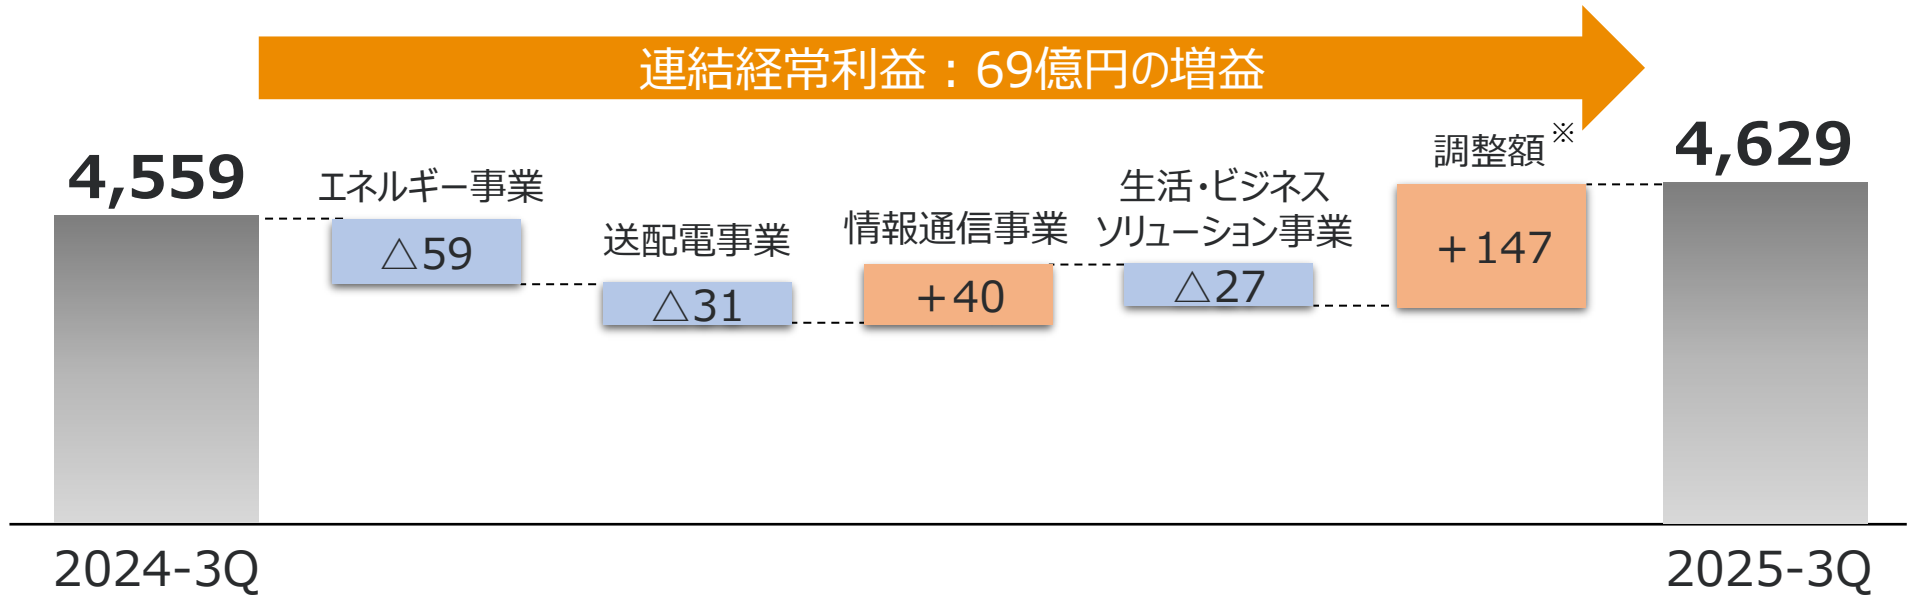 連結経常利益：69億円の増益
4,559
エネルギー事業
△59
送配電事業
△31
情報通信事業
＋40
生活・ビジネス
ソリューション事業
△27
調整額※
＋147
4,629
2024-3Q
2025-3Q